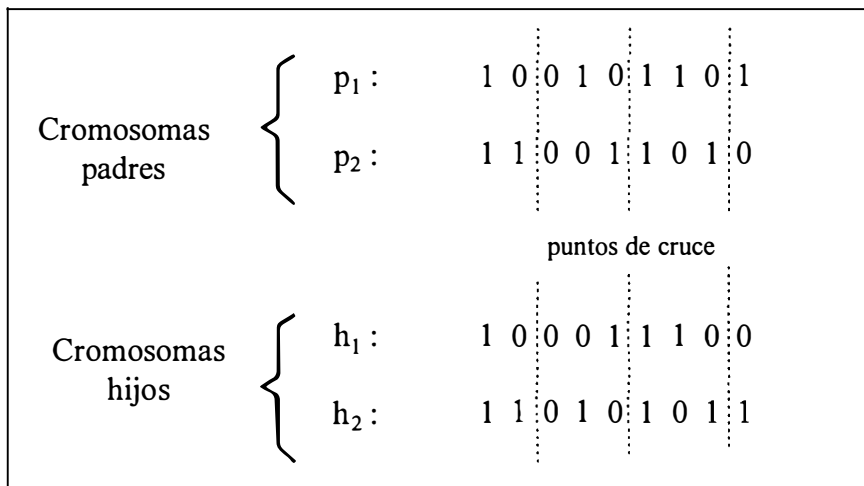 p₁ : 1 0 0 1 0 1 1 0 1
Cromosomas
padres
p₂ : 1 1 0 0 1 1 0 1 0
puntos de cruce
h₁ : 1 0 0 0 1 1 1 0 0
Cromosomas
hijos
h₂ : 1 1 0 1 0 1 0 1 1